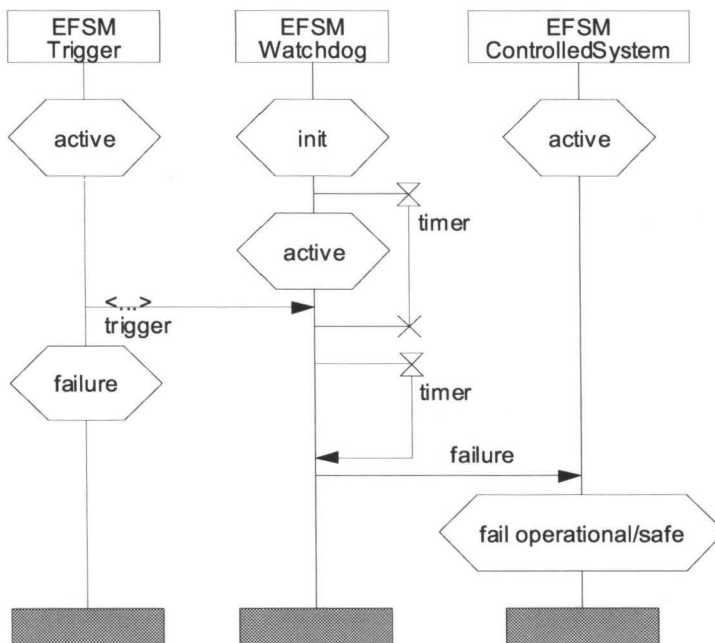 EFSM
Trigger
EFSM
Watchdog
EFSM
ControlledSystem
active
init
active
timer
active
<...>
trigger
failure
timer
failure
fail operational/safe